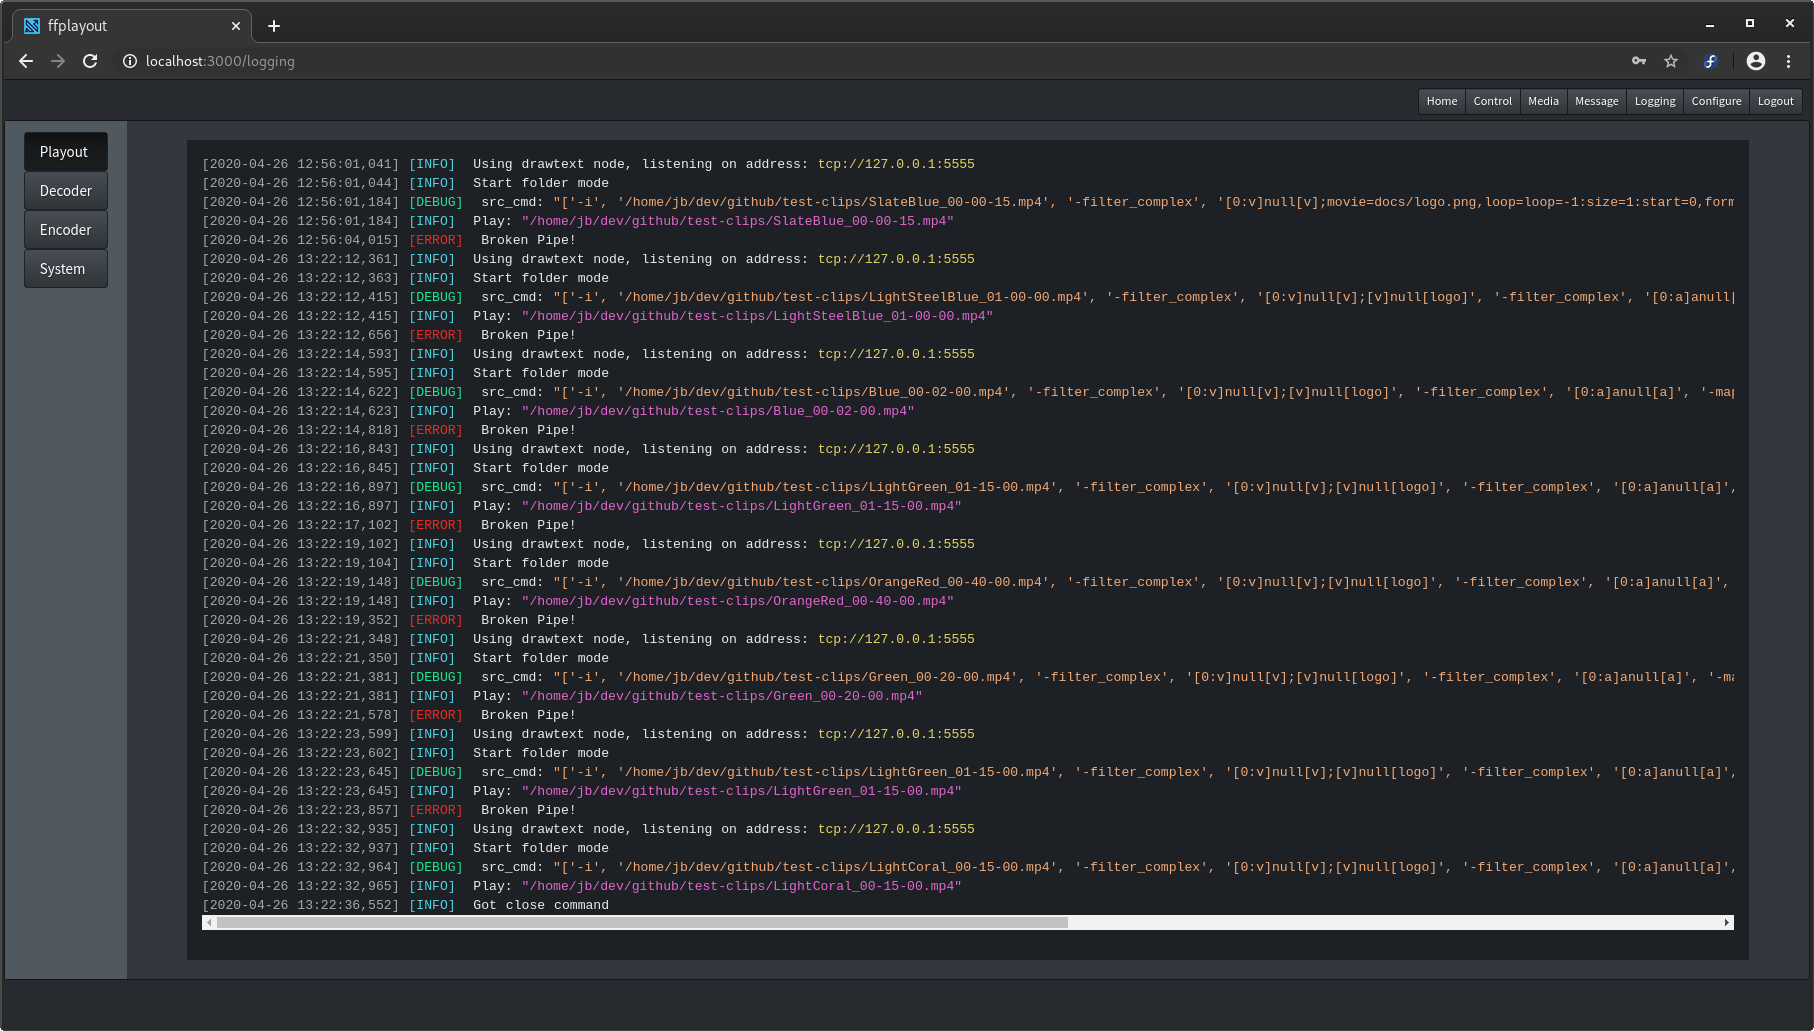 ffplayout
localhost:3000/logging
Home Control Media Message Logging Configure Logout
Playout
Decoder
Encoder
System
[2020-04-26 12:56:01,041] [INFO] Using drawtext node, listening on address: tcp://127.0.0.1:5555
[2020-04-26 12:56:01,044] [INFO] Start folder mode
[2020-04-26 12:56:01,184] [DEBUG] src_cmd: "['-i', '/home/jb/dev/github/test-clips/SlateBlue_00-00-15.mp4', '-filter_complex', '[0:v]null[v];movie=docs/logo.png,loop=loop=-1:size=1:start=0,form
[2020-04-26 12:56:01,184] [INFO] Play: "/home/jb/dev/github/test-clips/SlateBlue_00-00-15.mp4"
[2020-04-26 12:56:04,015] [ERROR] Broken Pipe!
[2020-04-26 13:22:12,361] [INFO] Using drawtext node, listening on address: tcp://127.0.0.1:5555
[2020-04-26 13:22:12,363] [INFO] Start folder mode
[2020-04-26 13:22:12,415] [DEBUG] src_cmd: "['-i', '/home/jb/dev/github/test-clips/LightSteelBlue_01-00-00.mp4', '-filter_complex', '[0:v]null[v];[v]null[logo]', '-filter_complex', '[0:a]anull[
[2020-04-26 13:22:12,415] [INFO] Play: "/home/jb/dev/github/test-clips/LightSteelBlue_01-00-00.mp4"
[2020-04-26 13:22:12,656] [ERROR] Broken Pipe!
[2020-04-26 13:22:14,593] [INFO] Using drawtext node, listening on address: tcp://127.0.0.1:5555
[2020-04-26 13:22:14,595] [INFO] Start folder mode
[2020-04-26 13:22:14,622] [DEBUG] src_cmd: "['-i', '/home/jb/dev/github/test-clips/Blue_00-02-00.mp4', '-filter_complex', '[0:v]null[v];[v]null[logo]', '-filter_complex', '[0:a]anull[a]', '-map
[2020-04-26 13:22:14,623] [INFO] Play: "/home/jb/dev/github/test-clips/Blue_00-02-00.mp4"
[2020-04-26 13:22:14,818] [ERROR] Broken Pipe!
[2020-04-26 13:22:16,843] [INFO] Using drawtext node, listening on address: tcp://127.0.0.1:5555
[2020-04-26 13:22:16,845] [INFO] Start folder mode
[2020-04-26 13:22:16,897] [DEBUG] src_cmd: "['-i', '/home/jb/dev/github/test-clips/LightGreen_01-15-00.mp4', '-filter_complex', '[0:v]null[v];[v]null[logo]', '-filter_complex', '[0:a]anull[a]',
[2020-04-26 13:22:16,897] [INFO] Play: "/home/jb/dev/github/test-clips/LightGreen_01-15-00.mp4"
[2020-04-26 13:22:17,102] [ERROR] Broken Pipe!
[2020-04-26 13:22:19,102] [INFO] Using drawtext node, listening on address: tcp://127.0.0.1:5555
[2020-04-26 13:22:19,104] [INFO] Start folder mode
[2020-04-26 13:22:19,148] [DEBUG] src_cmd: "['-i', '/home/jb/dev/github/test-clips/OrangeRed_00-40-00.mp4', '-filter_complex', '[0:v]null[v];[v]null[logo]', '-filter_complex', '[0:a]anull[a]',
[2020-04-26 13:22:19,148] [INFO] Play: "/home/jb/dev/github/test-clips/OrangeRed_00-40-00.mp4"
[2020-04-26 13:22:19,352] [ERROR] Broken Pipe!
[2020-04-26 13:22:21,348] [INFO] Using drawtext node, listening on address: tcp://127.0.0.1:5555
[2020-04-26 13:22:21,350] [INFO] Start folder mode
[2020-04-26 13:22:21,381] [DEBUG] src_cmd: "['-i', '/home/jb/dev/github/test-clips/Green_00-20-00.mp4', '-filter_complex', '[0:v]null[v];[v]null[logo]', '-filter_complex', '[0:a]anull[a]', '-ma
[2020-04-26 13:22:21,381] [INFO] Play: "/home/jb/dev/github/test-clips/Green_00-20-00.mp4"
[2020-04-26 13:22:21,578] [ERROR] Broken Pipe!
[2020-04-26 13:22:23,599] [INFO] Using drawtext node, listening on address: tcp://127.0.0.1:5555
[2020-04-26 13:22:23,602] [INFO] Start folder mode
[2020-04-26 13:22:23,645] [DEBUG] src_cmd: "['-i', '/home/jb/dev/github/test-clips/LightGreen_01-15-00.mp4', '-filter_complex', '[0:v]null[v];[v]null[logo]', '-filter_complex', '[0:a]anull[a]',
[2020-04-26 13:22:23,645] [INFO] Play: "/home/jb/dev/github/test-clips/LightGreen_01-15-00.mp4"
[2020-04-26 13:22:23,857] [ERROR] Broken Pipe!
[2020-04-26 13:22:32,935] [INFO] Using drawtext node, listening on address: tcp://127.0.0.1:5555
[2020-04-26 13:22:32,937] [INFO] Start folder mode
[2020-04-26 13:22:32,964] [DEBUG] src_cmd: "['-i', '/home/jb/dev/github/test-clips/LightCoral_00-15-00.mp4', '-filter_complex', '[0:v]null[v];[v]null[logo]', '-filter_complex', '[0:a]anull[a]',
[2020-04-26 13:22:32,965] [INFO] Play: "/home/jb/dev/github/test-clips/LightCoral_00-15-00.mp4"
[2020-04-26 13:22:36,552] [INFO] Got close command